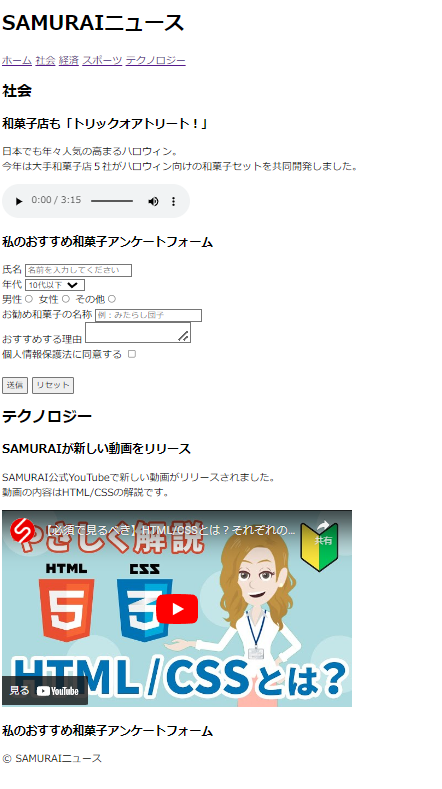 SAMURAIニュース
ホーム 社会 経済 スポーツ テクノロジー
社会
和菓子店も「トリックオアトリート！」
日本でも年々人気の高まるハロウィン。
今年は大手和菓子店５社がハロウィン向けの和菓子セットを共同開発しました。
0:00 / 3:15
私のおすすめ和菓子アンケートフォーム
氏名 名前を入力してください
年代 10代以下
男性 女性 その他
お勧め和菓子の名称 例：みたらし団子
おすすめする理由
個人情報保護法に同意する
送信 リセット
テクノロジー
SAMURAIが新しい動画をリリース
SAMURAI公式YouTubeで新しい動画がリリースされました。
動画の内容はHTML/CSSの解説です。
【必須で見るべき】HTML/CSSとは？それぞれの...
共有
やさしく解説
HTML CSS
5 3
HTML/CSSとは？
見る YouTube
私のおすすめ和菓子アンケートフォーム
© SAMURAIニュース